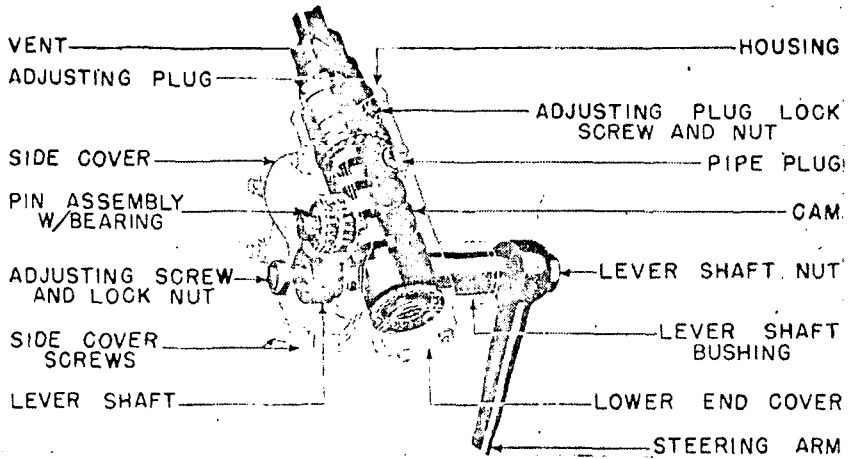 VENT
ADJUSTING PLUG
SIDE COVER
PIN ASSEMBLY
W/BEARING
ADJUSTING SCREW
AND LOCK NUT
SIDE COVER
SCREWS
LEVER SHAFT
HOUSING
ADJUSTING PLUG LOCK
SCREW AND NUT
PIPE PLUG
CAM
LEVER SHAFT NUT
LEVER SHAFT
BUSHING
LOWER END COVER
STEERING ARM